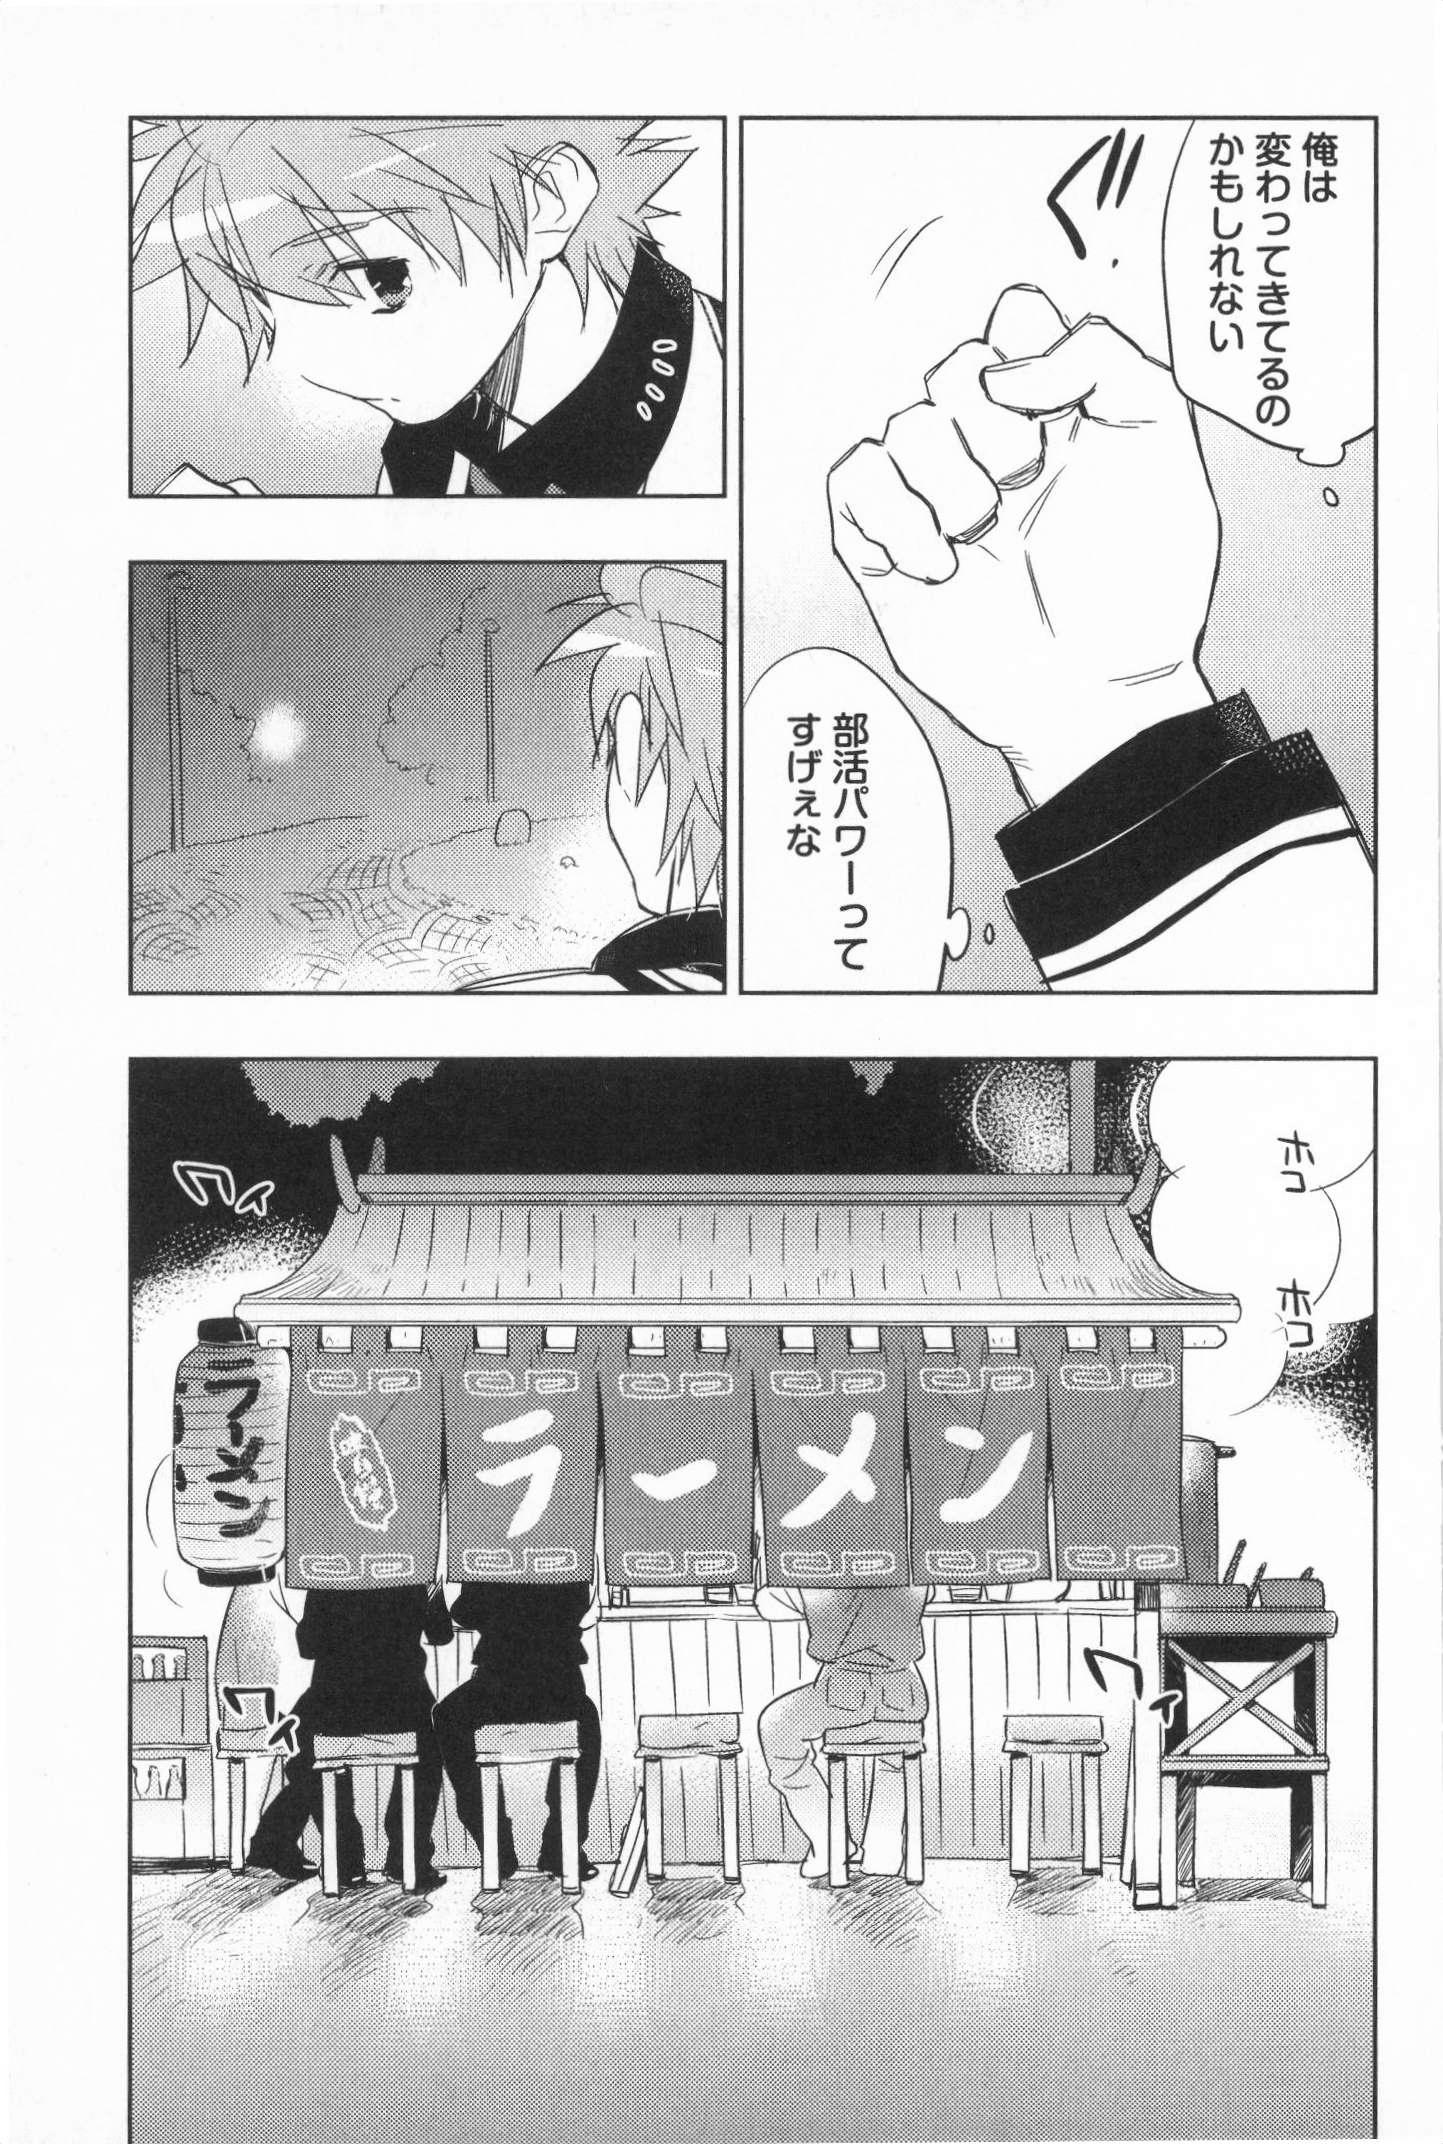 俺は
変わってきてるの
かもしれない
グッ
部活パワーって
すげぇな
ホコ
ホコ
ワイ
ラーメン
ラーメン
ワイ
ワイ